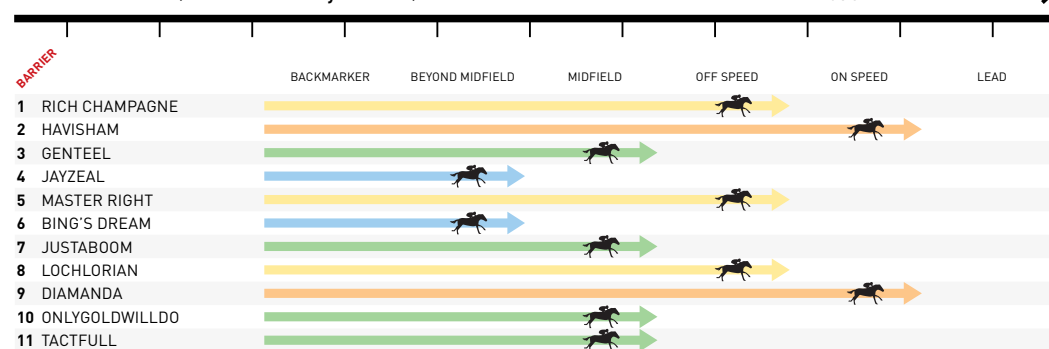 BARRIER
BACKMARKER BEYOND MIDFIELD MIDFIELD OFF SPEED ON SPEED LEAD
1 RICH CHAMPAGNE
2 HAVISHAM
3 GENTEEL
4 JAYZEAL
5 MASTER RIGHT
6 BING'S DREAM
7 JUSTABOOM
8 LOCHLORIAN
9 DIAMANDA
10 ONLYGOLDWILLDO
11 TACTFULL